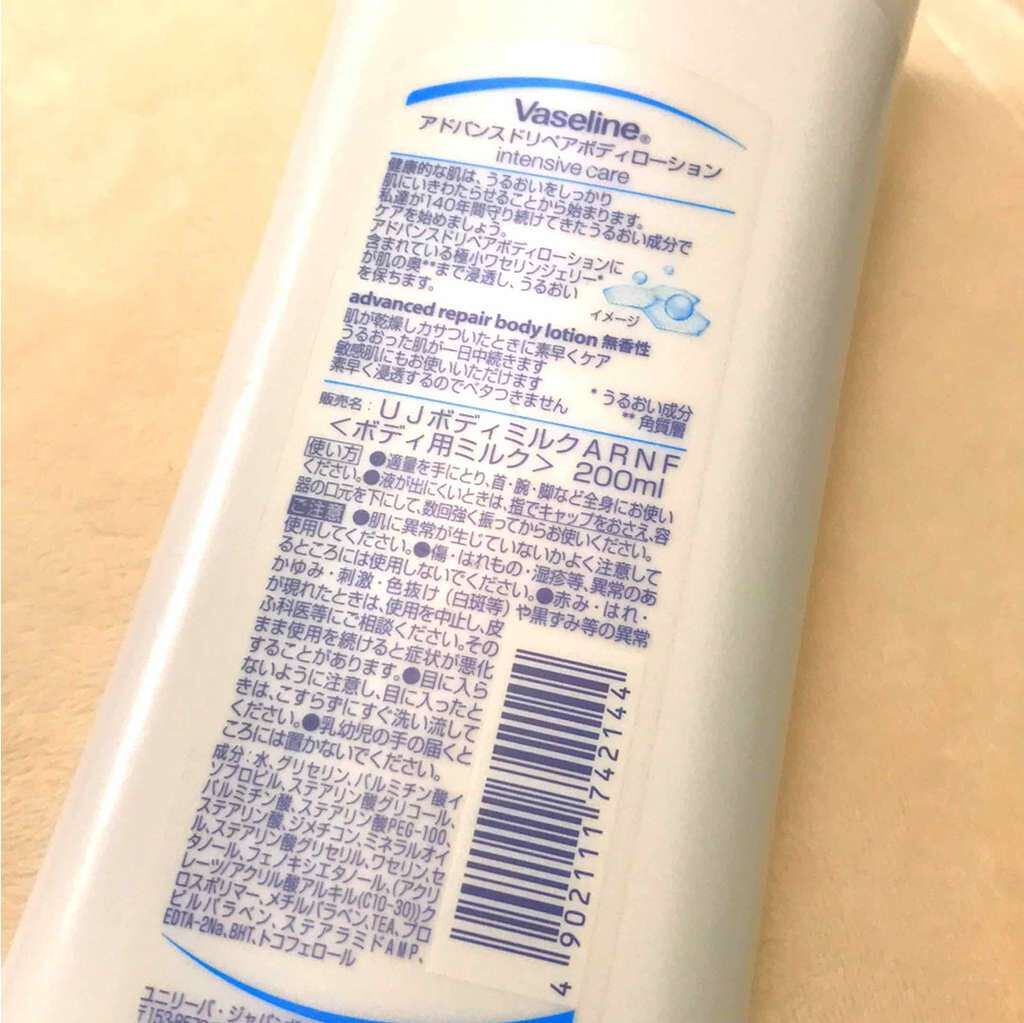 Vaseline®
アドバンスドリペアボディローション
intensive care
健康的な肌は、うるおいをしっかり
肌にいきわたらせることから始まります。
私達が140年間守り続けてきたうるおい成分で
ケアを始めましょう。
アドバンスドリペアボディローションに
含まれている極小ワセリンジェリー*
が肌の奥**まで浸透し、うるおい
を保ちます。
イメージ
advanced repair body lotion 無香性
肌が乾燥しカサついたときに素早くケア
うるおった肌が一日中続きます
敏感肌にもお使いいただけます
素早く浸透するのでベタつきません
* うるおい成分
** 角質層
販売名：UJボディミルクARNF
<ボディ用ミルク> 200ml
使い方 ●適量を手にとり、首・腕・脚など全身にお使い
ください。●液が出にくいときは、指でキャップをおさえ、容
器の口元を下にして、数回強く振ってからお使いください。
ご注意 ●肌に異常が生じていないかよく注意して
使用してください。●傷・はれもの・湿疹等、異常のあ
るところには使用しないでください。●赤み・はれ・
かゆみ・刺激・色抜け（白斑等）や黒ずみ等の異常
が現れたときは、使用を中止し、皮
ふ科医等にご相談ください。その
まま使用を続けると症状が悪化
することがあります。●目に入ら
ないように注意し、目に入ったと
きは、こすらずにすぐ洗い流して
ください。●乳幼児の手の届くと
ころには置かないでください。
成分：水、グリセリン、パルミチン酸イ
ソプロピル、ステアリン酸グリコール、
パルミチン酸、ステアリン酸PEG-100、
ステアリン酸、ジメチコン、ミネラルオイ
ル、ステアリン酸グリセリル、ワセリン、セ
タノール、フェノキシエタノール、（アクリ
レーツ/アクリル酸アルキル(C10-30))ク
ロスポリマー、メチルパラベン、TEA、プロ
ピルパラベン、ステアラミドAMP、
EDTA-2Na、BHT、トコフェロール
4902111742144
ユニリーバ・ジャパン